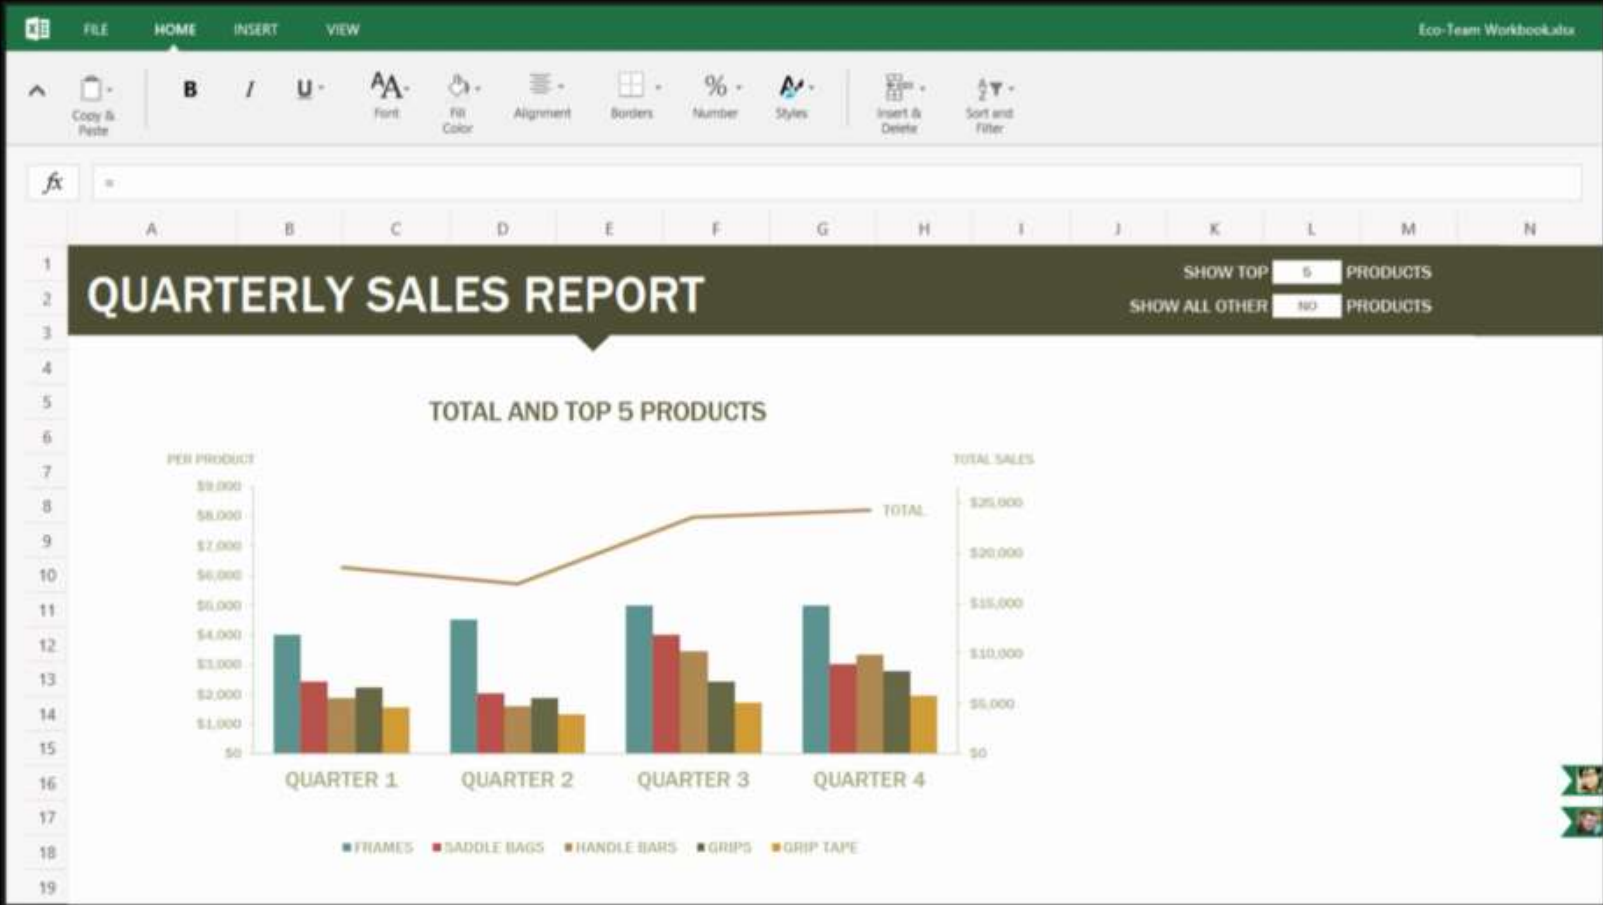 FILE HOME INSERT VIEW Eco-Team Workbook.xlsx
B I U AA % A
Copy & Paste Font Fill Color Alignment Borders Number Styles Insert & Delete Sort and Filter
fx =
A B C D E F G H I J K L M N
1
2
3
4
5
6
7
8
9
10
11
12
13
14
15
16
17
18
19
QUARTERLY SALES REPORT
SHOW TOP 5 PRODUCTS
SHOW ALL OTHER NO PRODUCTS
TOTAL AND TOP 5 PRODUCTS
PER PRODUCT
$9,000
$8,000
$7,000
$6,000
$5,000
$4,000
$3,000
$2,000
$1,000
$0
TOTAL
TOTAL SALES
$25,000
$20,000
$15,000
$10,000
$5,000
$0
QUARTER 1 QUARTER 2 QUARTER 3 QUARTER 4
FRAMES SADDLE BAGS HANDLE BARS GRIPS GRIP TAPE